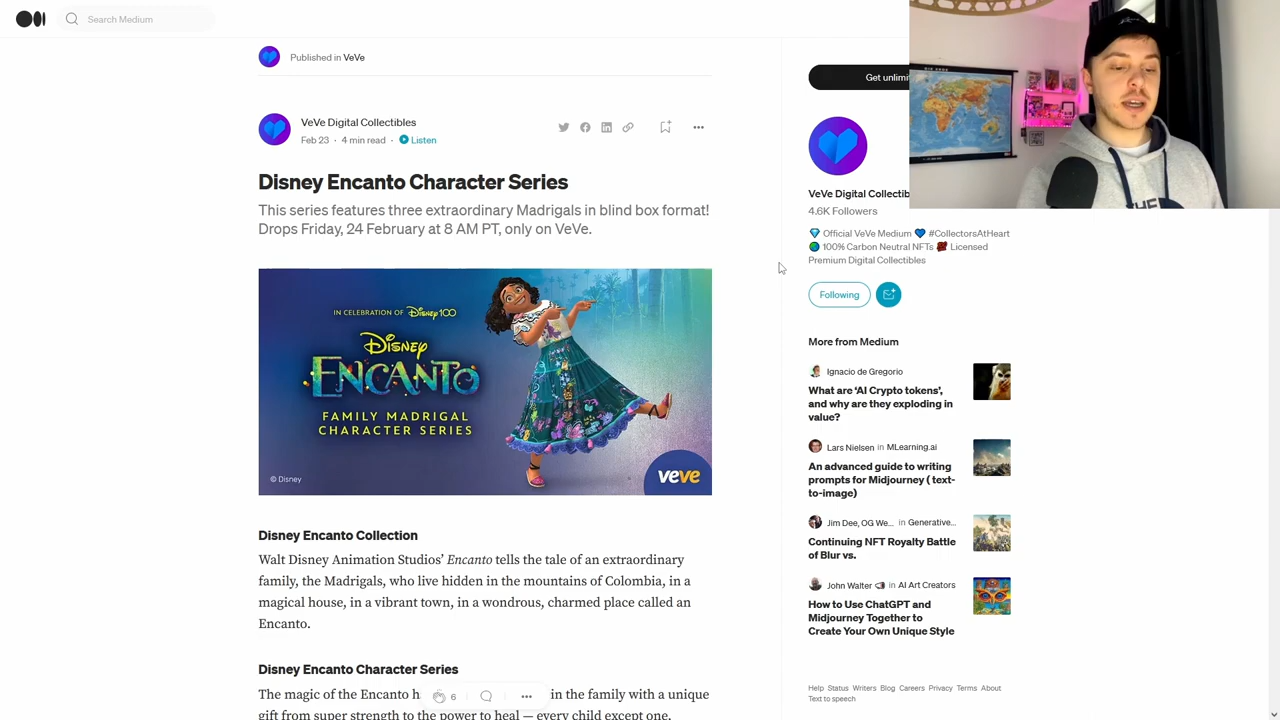 Search Medium
Published in VeVe
VeVe Digital Collectibles
Feb 23 · 4 min read · Listen
Disney Encanto Character Series
This series features three extraordinary Madrigals in blind box format!
Drops Friday, 24 February at 8 AM PT, only on VeVe.
IN CELEBRATION OF Disney100
Disney
ENCANTO
FAMILY MADRIGAL
CHARACTER SERIES
© Disney
veve
Disney Encanto Collection
Walt Disney Animation Studios’ Encanto tells the tale of an extraordinary
family, the Madrigals, who live hidden in the mountains of Colombia, in a
magical house, in a vibrant town, in a wondrous, charmed place called an
Encanto.
Disney Encanto Character Series
The magic of the Encanto h in the family with a unique
gift from super strength to the power to heal — every child except one,
6
Get unlimi
VeVe Digital Collectib
4.6K Followers
Official VeVe Medium #CollectorsAtHeart
100% Carbon Neutral NFTs Licensed
Premium Digital Collectibles
Following
More from Medium
Ignacio de Gregorio
What are ‘AI Crypto tokens’,
and why are they exploding in
value?
Lars Nielsen in MLearning.ai
An advanced guide to writing
prompts for Midjourney ( text-
to-image)
Jim Dee, OG We... in Generative...
Continuing NFT Royalty Battle
of Blur vs.
John Walter in AI Art Creators
How to Use ChatGPT and
Midjourney Together to
Create Your Own Unique Style
Help Status Writers Blog Careers Privacy Terms About
Text to speech
THE